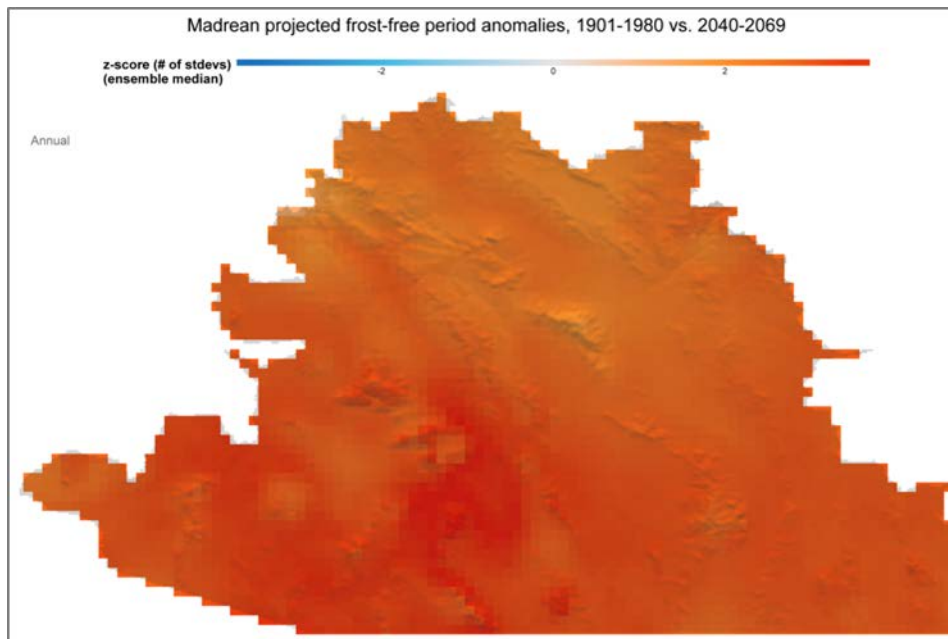 Madrean projected frost-free period anomalies, 1901-1980 vs. 2040-2069
z-score (# of stdevs)
(ensemble median)
-2 0 2
Annual